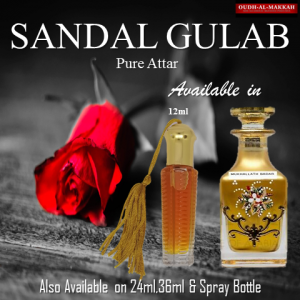 OUDH-AL-MAKKAH
SANDAL GULAB
Pure Attar
Available in
12ml
Also Available on 24ml,36ml & Spray Bottle